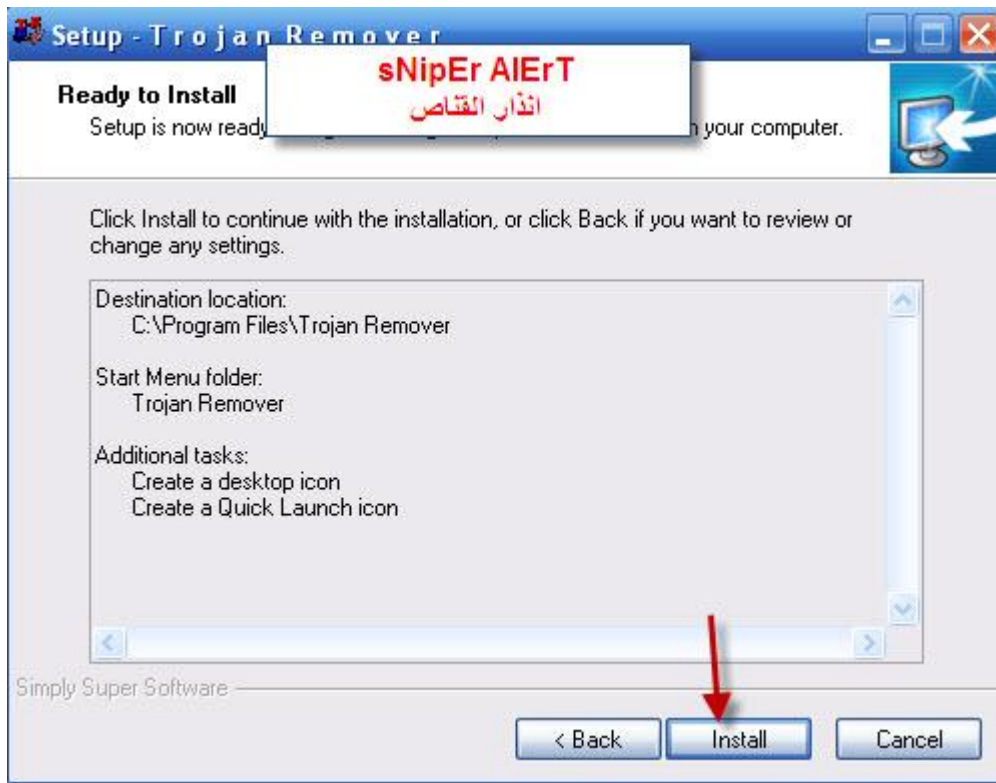 Setup - Trojan Remover
sNipEr AlErT
انذار القناص
Ready to Install
Setup is now ready your computer.
Click Install to continue with the installation, or click Back if you want to review or
change any settings.
Destination location:
C:\Program Files\Trojan Remover
Start Menu folder:
Trojan Remover
Additional tasks:
Create a desktop icon
Create a Quick Launch icon
Simply Super Software
< Back Install Cancel